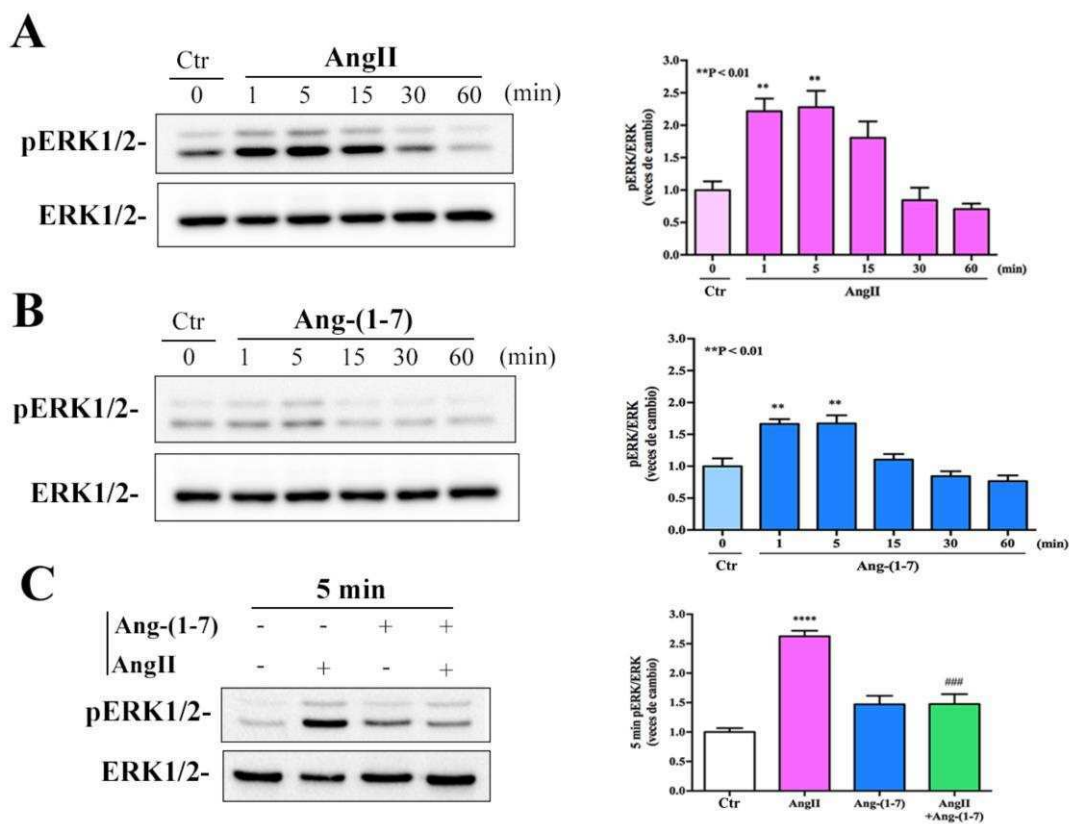 A
Ctr AngII
0 1 5 15 30 60 (min)
pERK1/2-
ERK1/2-
**P < 0.01
pERK/ERK
(veces de cambio)
3.0
2.5
2.0
1.5
1.0
0.5
0.0
** **
0 1 5 15 30 60 (min)
Ctr AngII
B
Ctr Ang-(1-7)
0 1 5 15 30 60 (min)
pERK1/2-
ERK1/2-
**P < 0.01
pERK/ERK
(veces de cambio)
3.0
2.5
2.0
1.5
1.0
0.5
0.0
** **
0 1 5 15 30 60 (min)
Ctr Ang-(1-7)
C
5 min
Ang-(1-7) - - + +
AngII - + - +
pERK1/2-
ERK1/2-
5 min pERK/ERK
(veces de cambio)
3.0
2.5
2.0
1.5
1.0
0.5
0.0
**** ###
Ctr AngII Ang-(1-7) AngII
+Ang-(1-7)